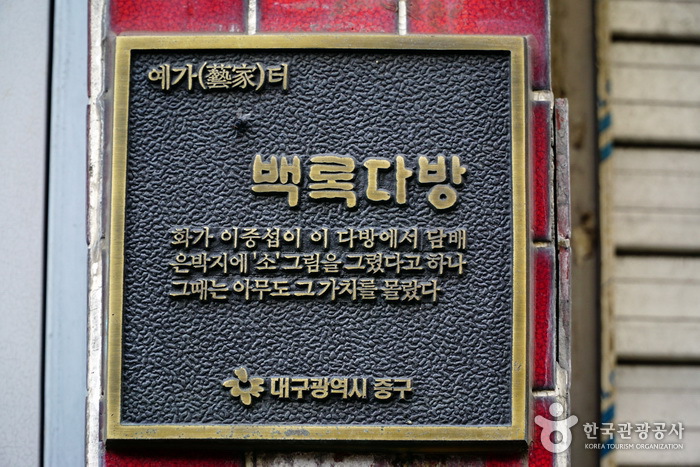 예가(藝家)터
백록다방
화가 이중섭이 이 다방에서 담배
은박지에 '소'그림을 그렸다고 하나
그때는 아무도 그 가치를 몰랐다
대구광역시 중구
한국관광공사
KOREA TOURISM ORGANIZATION